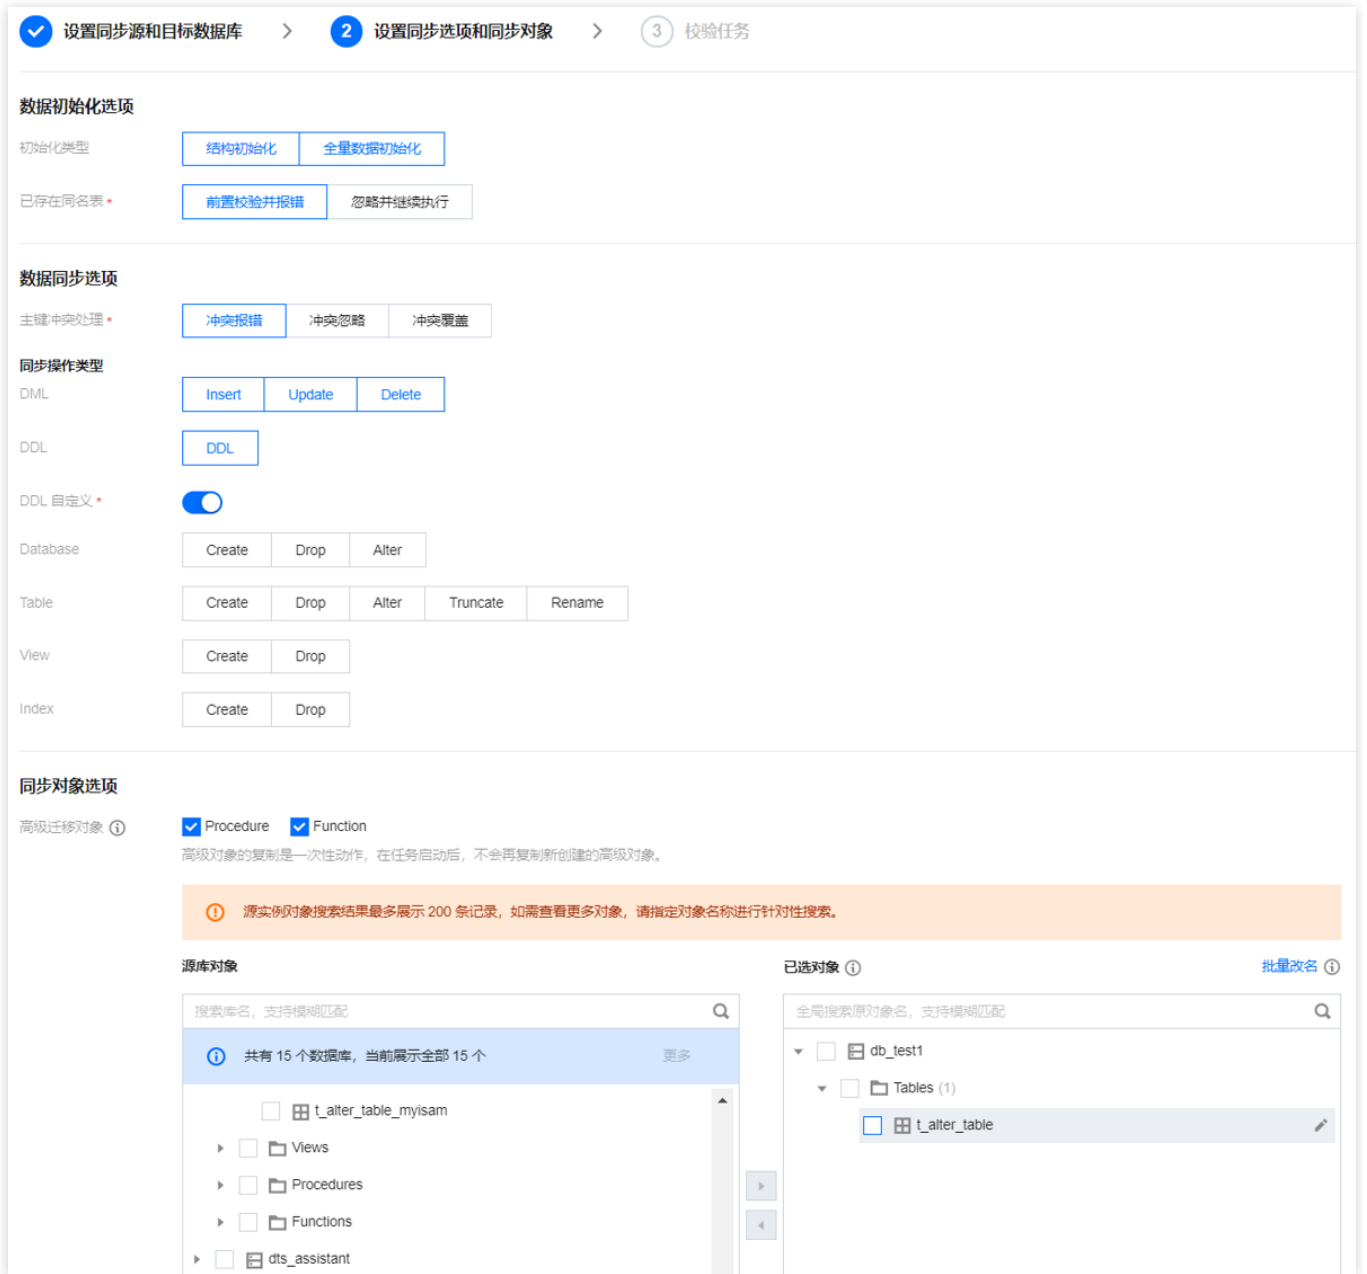 设置同步源和目标数据库 2 设置同步选项和同步对象 3 校验任务
数据初始化选项
初始化类型 结构初始化 全量数据初始化
已存在同名表 * 前置校验并报错 忽略并继续执行
数据同步选项
主键冲突处理 * 冲突报错 冲突忽略 冲突覆盖
同步操作类型
DML Insert Update Delete
DDL DDL
DDL 自定义 *
Database Create Drop Alter
Table Create Drop Alter Truncate Rename
View Create Drop
Index Create Drop
同步对象选项
高级迁移对象 Procedure Function
高级对象的复制是一次性动作，在任务启动后，不会再复制新创建的高级对象。
源实例对象搜索结果最多展示 200 条记录，如需查看更多对象，请指定对象名称进行针对性搜索。
源库对象 已选对象 批量改名
搜索库名，支持模糊匹配 全局搜索原对象名，支持模糊匹配
共有 15 个数据库，当前展示全部 15 个 更多 db_test1
Tables (1)
t_alter_table_myisam t_alter_table
Views
Procedures
Functions
dts_assistant